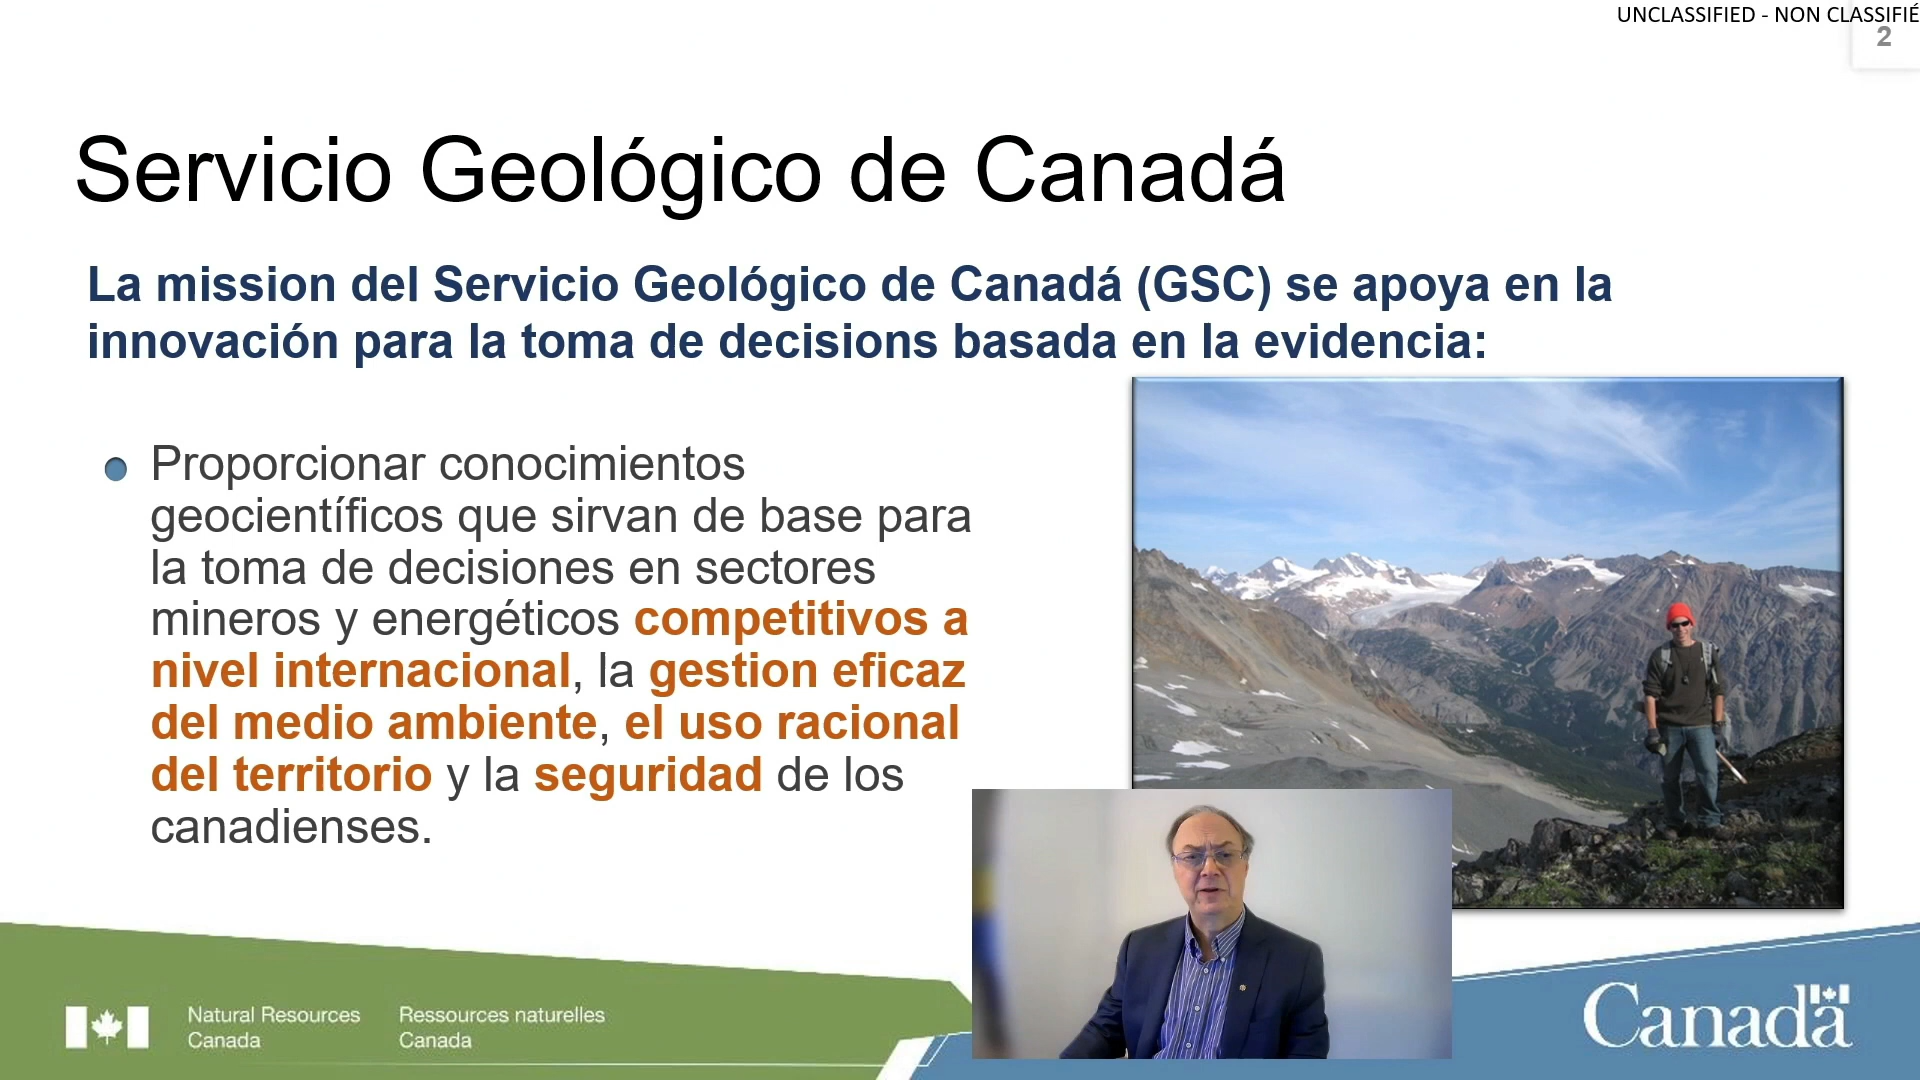 UNCLASSIFIED - NON CLASSIFIÉ
2
Servicio Geológico de Canadá
La mission del Servicio Geológico de Canadá (GSC) se apoya en la
innovación para la toma de decisions basada en la evidencia:
Proporcionar conocimientos
geocientíficos que sirvan de base para
la toma de decisiones en sectores
mineros y energéticos competitivos a
nivel internacional, la gestion eficaz
del medio ambiente, el uso racional
del territorio y la seguridad de los
canadienses.
Natural Resources
Canada
Ressources naturelles
Canada
Canada